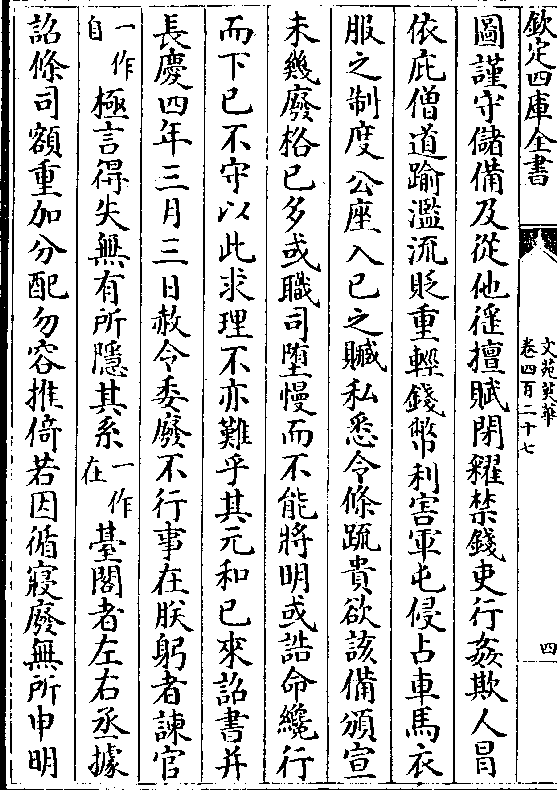 欽定四庫全書
文苑英華
卷四百二十七
四
圖謹守儲備及從他徭擅賦閉糴禁錢吏行姦欺人冒
依庇僧道踰濫流貶重輕錢幣利害軍屯侵占車馬衣
服之制度公座入已之贓私悉令條疏貴欲該備頒宣
未幾廢格已多或職司墮慢而不能將明或誥命纔行
而下已不守以此求理不亦難乎其元和已來詔書并
長慶四年三月三日赦令委廢不行事在朕躬者諫官
一作自極言得失無有所隱其系一作在臺閣者左右丞據
詔條司額重加分配勿容推倚若因循寢廢無所申明